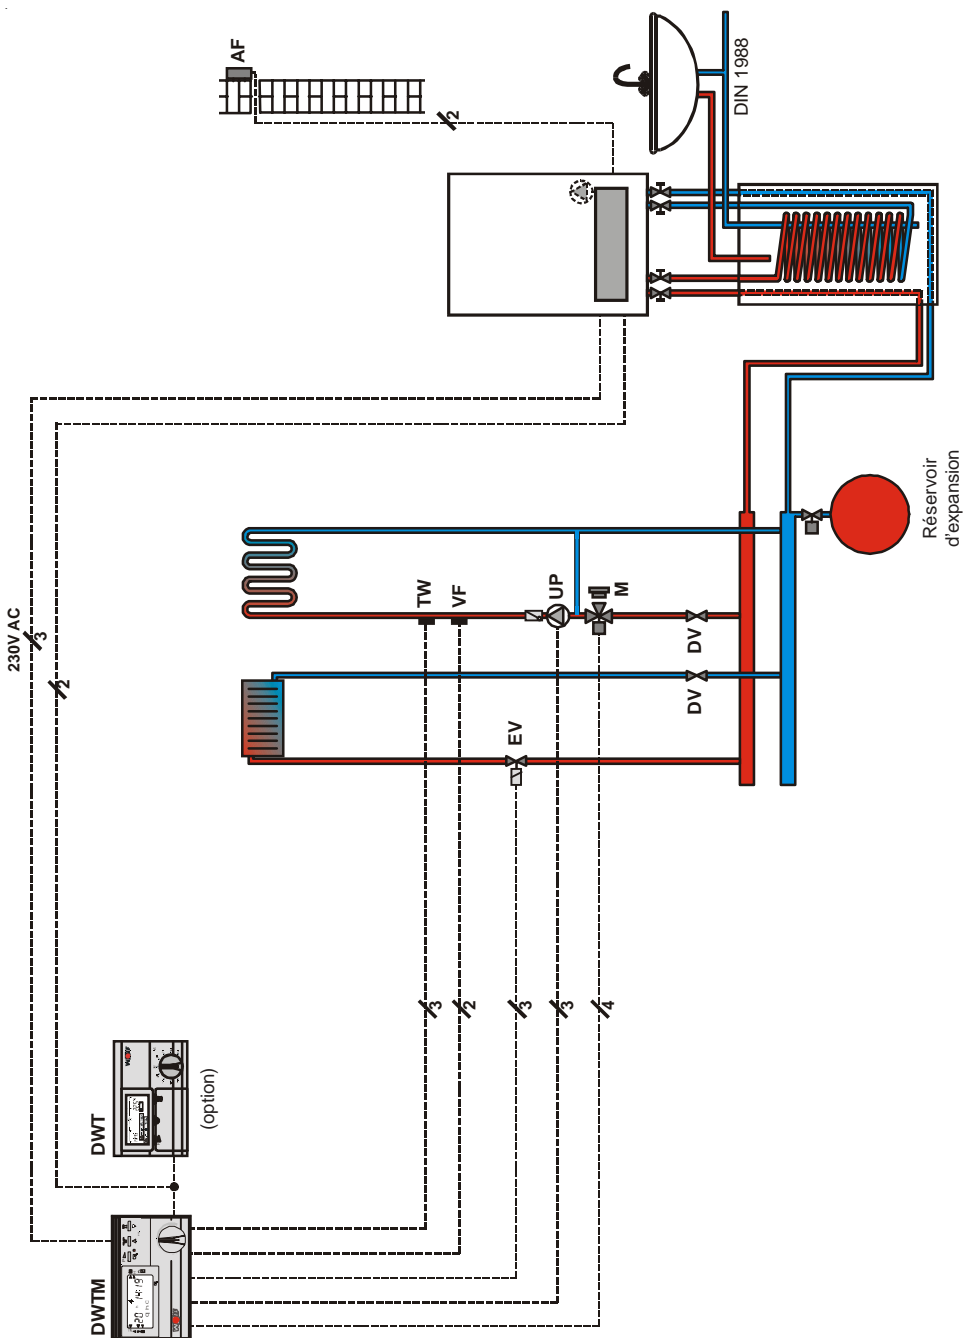 AF
2
DIN 1988
230V AC
3
2
TW
VF
UP
M
EV
DV
DV
Réservoir
d'expansion
3
2
3
3
4
DWT
(option)
DWTM